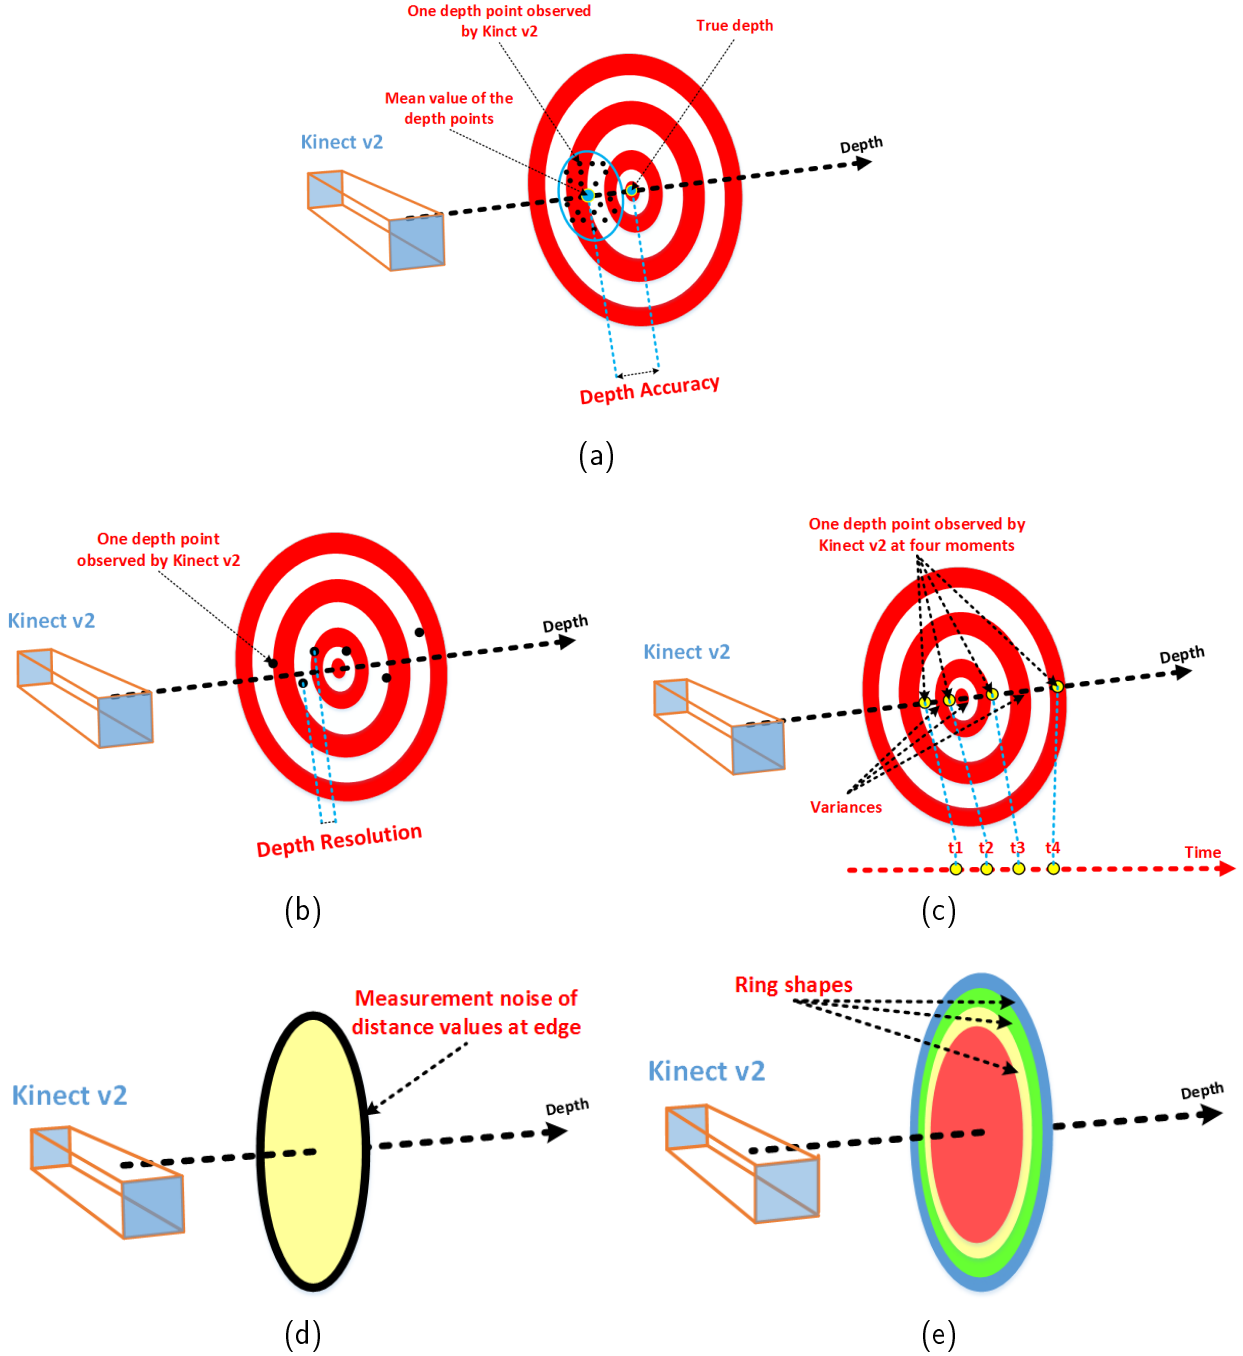 One depth point observed
by Kinct v2
True depth
Mean value of the
depth points
Kinect v2
Depth
Depth Accuracy
(a)
One depth point
observed by Kinect v2
Kinect v2
Depth
Depth Resolution
(b)
One depth point observed by
Kinect v2 at four moments
Kinect v2
Depth
Variances
t1 t2 t3 t4
Time
(c)
Measurement noise of
distance values at edge
Kinect v2
Depth
(d)
Ring shapes
Kinect v2
Depth
(e)